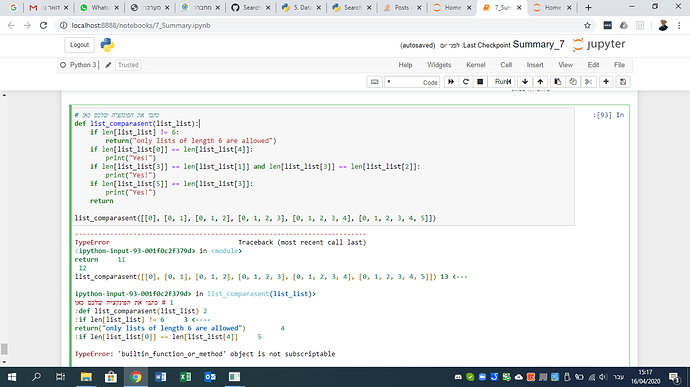 דואר נ
Whats
מערכי
Search
מחברו
5. Data
Search
Posts
Home
7_Sum
Home
localhost:8888/notebooks/7_Summary.ipynb
Logout
(autosaved) לפני יום :Last Checkpoint Summary_7 jupyter
Python 3 Trusted Help Widgets Kernel Cell Insert View Edit File
Code Run
:[93] In
# כתבו את הפונקציה שלכם כאן
def list_comparasent(list_list):
if len[list_list] != 6:
return("only lists of length 6 are allowed")
if len[list_list[0]] == len[list_list[4]]:
print("Yes!")
if len[list_list[3]] == len[list_list[1]] and len[list_list[3]] == len[list_list[2]]:
print("Yes!")
if len[list_list[5]] == len[list_list[3]]:
print("Yes!")
return
list_comparasent([[0], [0, 1], [0, 1, 2], [0, 1, 2, 3], [0, 1, 2, 3, 4], [0, 1, 2, 3, 4, 5]])
---------------------------------------------------------------------------
TypeError Traceback (most recent call last)
<ipython-input-93-001f0c2f379d> in <module>
return 11
12
list_comparasent([[0], [0, 1], [0, 1, 2], [0, 1, 2, 3], [0, 1, 2, 3, 4], [0, 1, 2, 3, 4, 5]]) 13 <---
ipython-input-93-001f0c2f379d> in list_comparasent(list_list)>
כתבו את הפונקציה שלכם כאן # 1
:def list_comparasent(list_list) 2
:if len[list_list] != 6 3 <----
return("only lists of length 6 are allowed") 4
:if len[list_list[0]] == len[list_list[4]] 5
TypeError: 'builtin_function_or_method' object is not subscriptable
עבר
15:17
16/04/2020